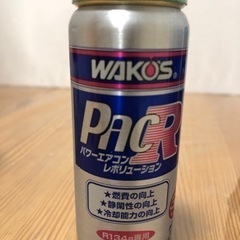 WAKO'S®
PAC R
パワーエアコン
レボリューション
★燃費の向上
★静閑性の向上
★冷却能力の向上
R134a専用